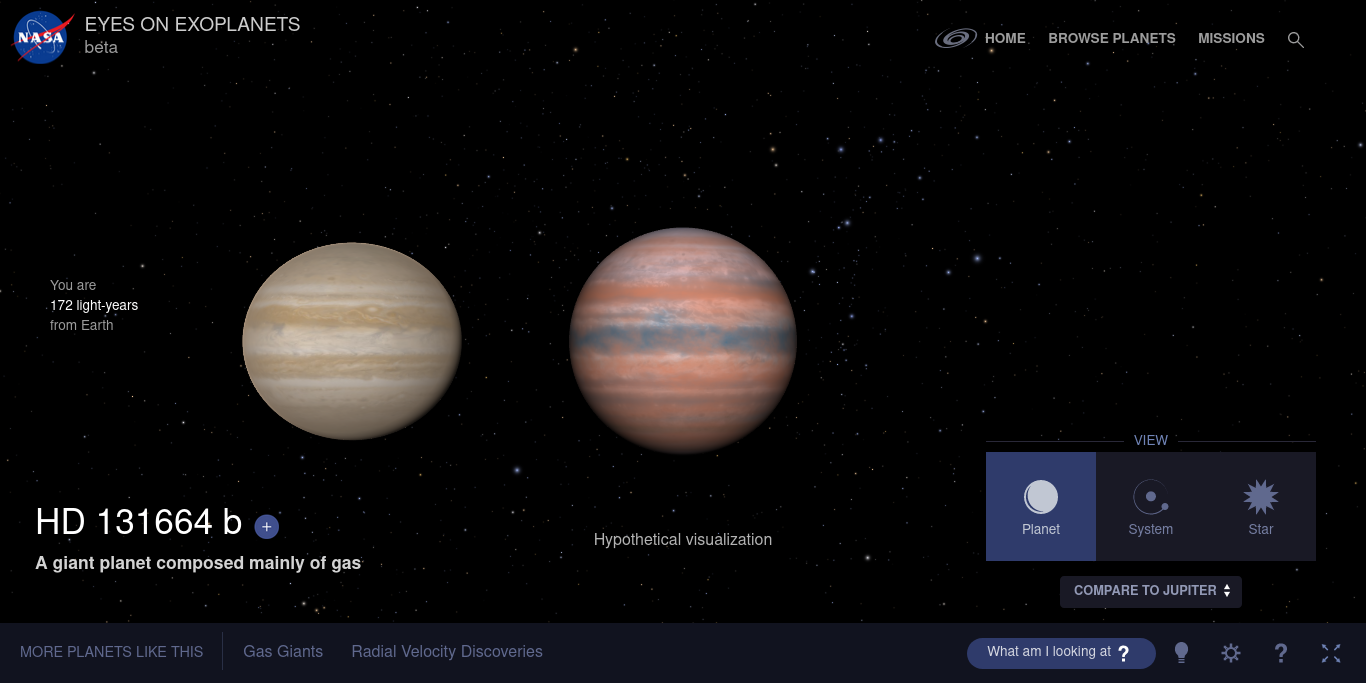 NASA
EYES ON EXOPLANETS
beta
HOME
BROWSE PLANETS
MISSIONS
You are
172 light-years
from Earth
VIEW
Planet
System
Star
HD 131664 b
+
A giant planet composed mainly of gas
Hypothetical visualization
COMPARE TO JUPITER
MORE PLANETS LIKE THIS
Gas Giants
Radial Velocity Discoveries
What am I looking at ?
?